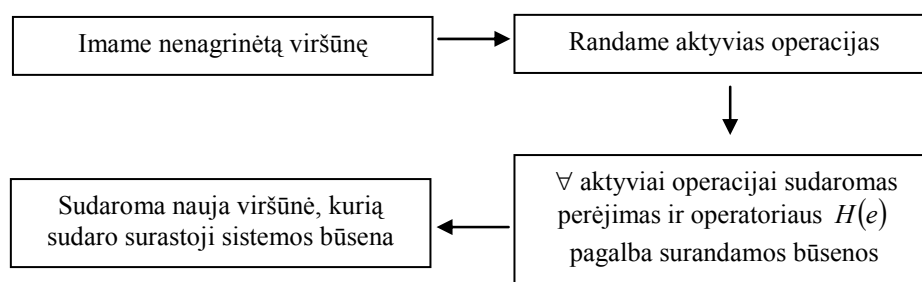 Imame nenagrinėtą viršūnę
Randame aktyvias operacijas
∀ aktyviai operacijai sudaromas
perėjimas ir operatoriaus H(e)
pagalba surandamos būsenos
Sudaroma nauja viršūnė, kurią
sudaro surastoji sistemos būsena